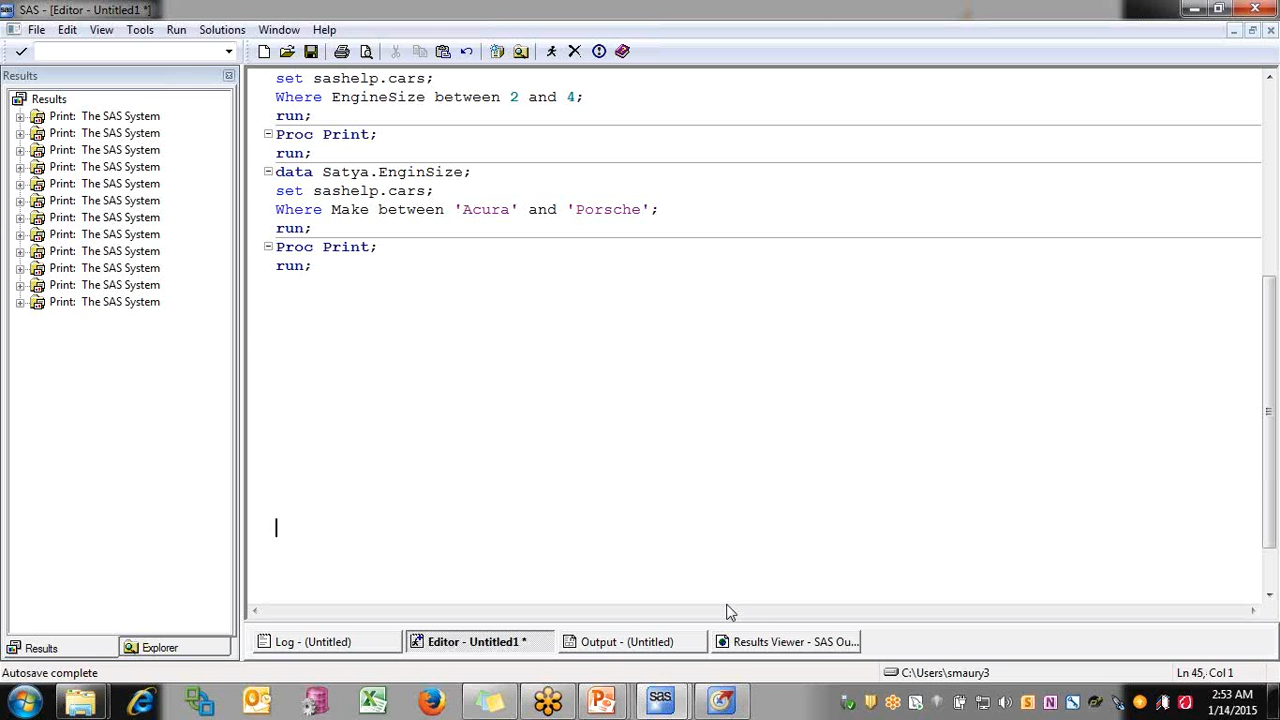 SAS - [Editor - Untitled1 *]
File Edit View Tools Run Solutions Window Help
Results
Results
Print: The SAS System
Print: The SAS System
Print: The SAS System
Print: The SAS System
Print: The SAS System
Print: The SAS System
Print: The SAS System
Print: The SAS System
Print: The SAS System
Print: The SAS System
Print: The SAS System
Print: The SAS System
set sashelp.cars;
Where EngineSize between 2 and 4;
run;
Proc Print;
run;
data Satya.EnginSize;
set sashelp.cars;
Where Make between 'Acura' and 'Porsche';
run;
Proc Print;
run;
Results Explorer
Log - (Untitled) Editor - Untitled1 * Output - (Untitled) Results Viewer - SAS Ou...
Autosave complete C:\Users\smaury3 Ln 45, Col 1
sas
2:53 AM
1/14/2015